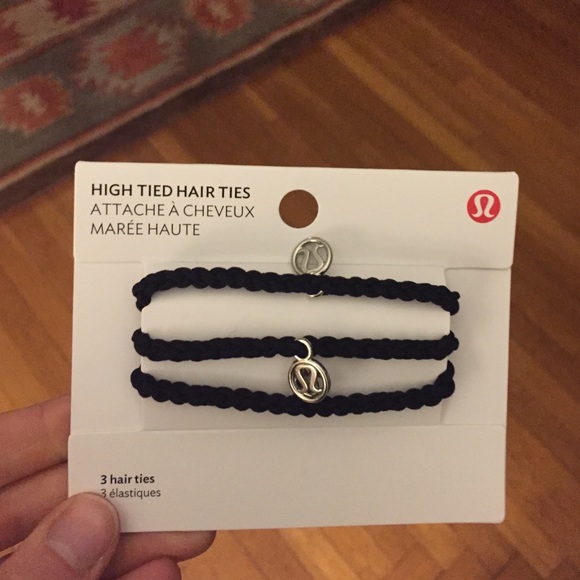 HIGH TIED HAIR TIES
ATTACHE À CHEVEUX
MARÉE HAUTE
3 hair ties
3 élastiques